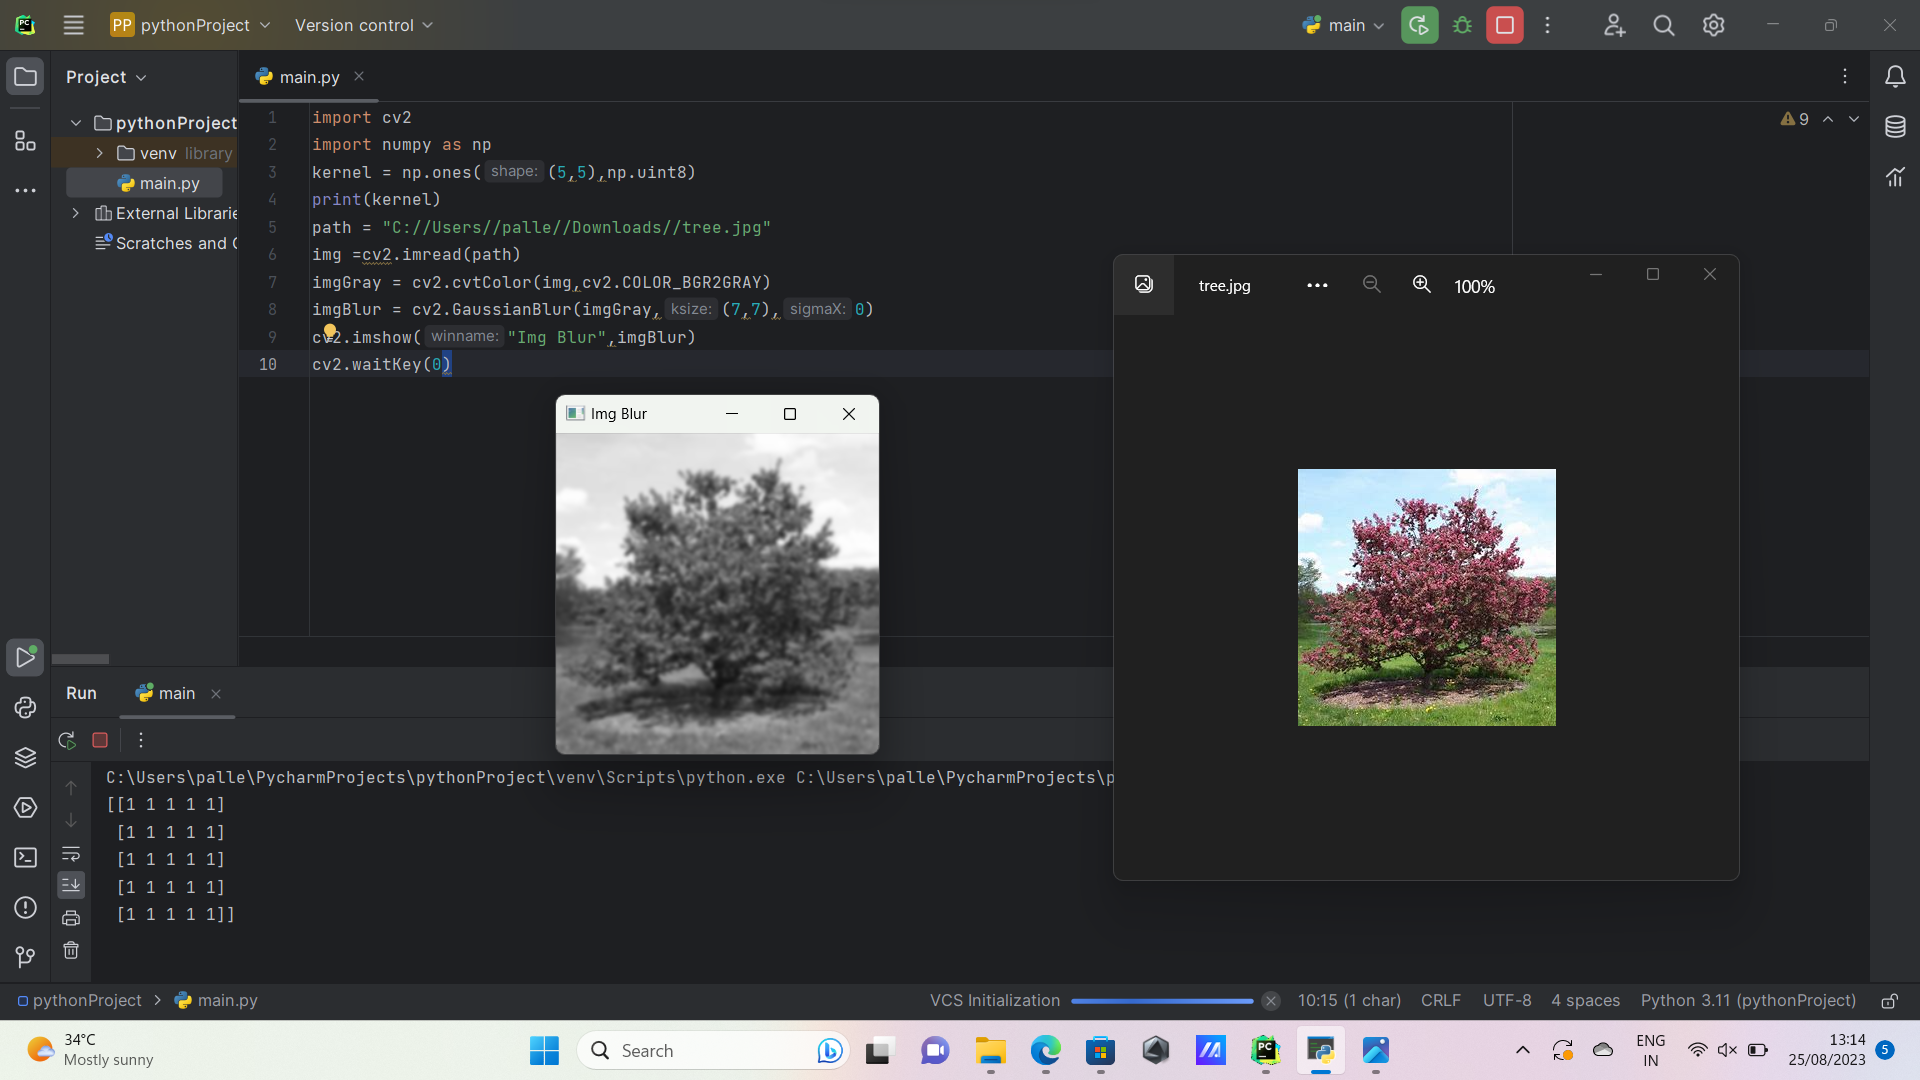 PP pythonProject Version control main
Project main.py
pythonProject
venv library
main.py
External Librarie
Scratches and
1 import cv2
2 import numpy as np
3 kernel = np.ones( shape: (5,5),np.uint8)
4 print(kernel)
5 path = "C://Users//palle//Downloads//tree.jpg"
6 img =cv2.imread(path)
7 imgGray = cv2.cvtColor(img,cv2.COLOR_BGR2GRAY)
8 imgBlur = cv2.GaussianBlur(imgGray, ksize: (7,7), sigmaX: 0)
9 cv2.imshow( winname: "Img Blur",imgBlur)
10 cv2.waitKey(0)
9
tree.jpg 100%
Img Blur
Run main
C:\Users\palle\PycharmProjects\pythonProject\venv\Scripts\python.exe C:\Users\palle\PycharmProjects\p
[[1 1 1 1 1]
[1 1 1 1 1]
[1 1 1 1 1]
[1 1 1 1 1]
[1 1 1 1 1]]
pythonProject > main.py VCS Initialization 10:15 (1 char) CRLF UTF-8 4 spaces Python 3.11 (pythonProject)
34°C
Mostly sunny
Search
PC
ENG
IN
13:14
25/08/2023
5